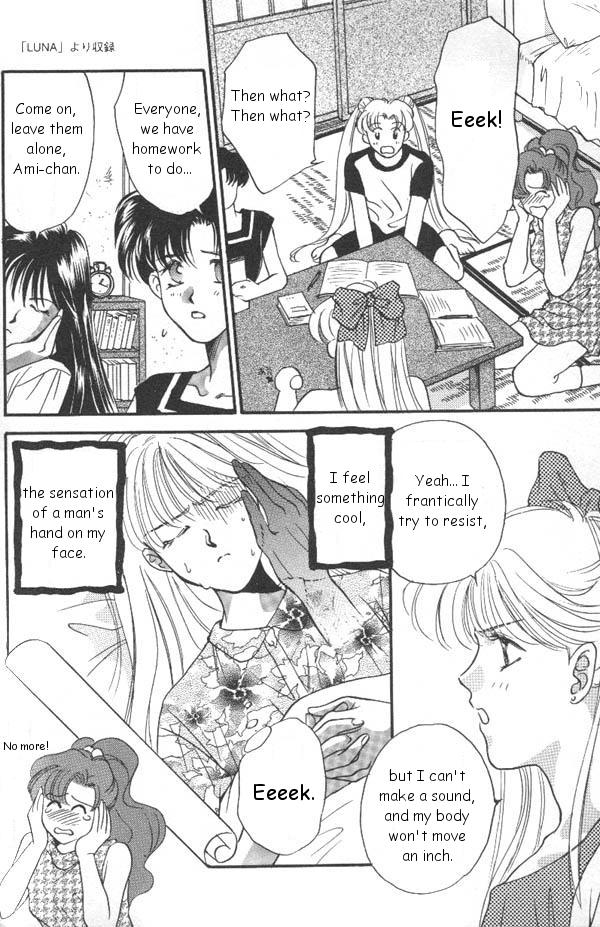 「LUNA」より収録
Eeek!
Then what?
Then what?
Everyone,
we have
homework
to do...
Come on,
leave them
alone,
Ami-chan.
Yeah... I
frantically
try to resist,
but I can't
make a sound,
and my body
won't move
an inch.
I feel
something
cool,
the sensation
of a man's
hand on my
face.
Eeeek.
No more!